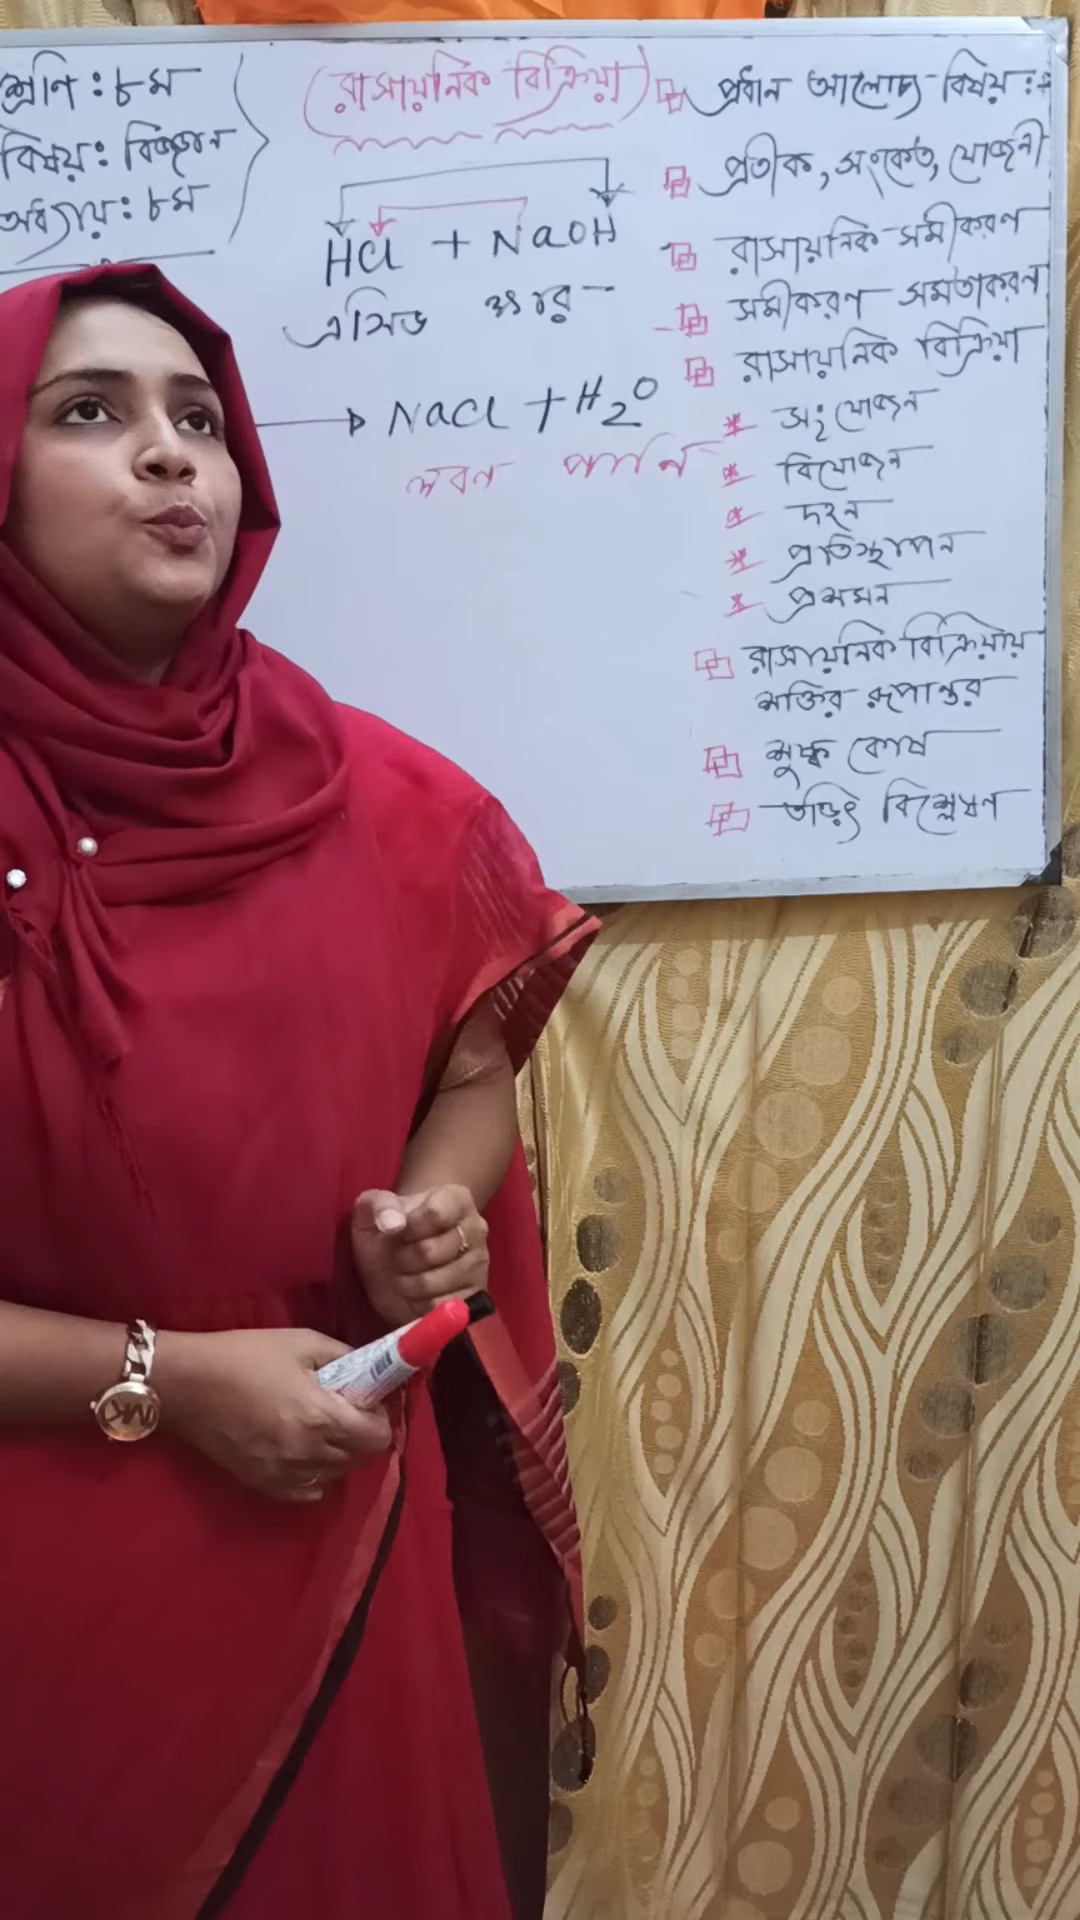 শ্রেণি : ৮ম
বিষয় : বিজ্ঞান
অধ্যায় : ৮ম
(রাসায়নিক বিক্রিয়া)
HCl + NaOH
এসিড ক্ষার
→ NaCl + H₂O
লবণ পানি
প্রধান আলোচ্য বিষয় :
প্রতীক, সংকেত, যোজনী
রাসায়নিক সমীকরণ
সমীকরণ সমতাকরণ
রাসায়নিক বিক্রিয়া
* সংযোজন
* বিযোজন
* দহন
* প্রতিস্থাপন
* প্রশমন
রাসায়নিক বিক্রিয়ায়
শক্তির রূপান্তর
শুষ্ক কোষ
তড়িৎ বিশ্লেষণ
MK